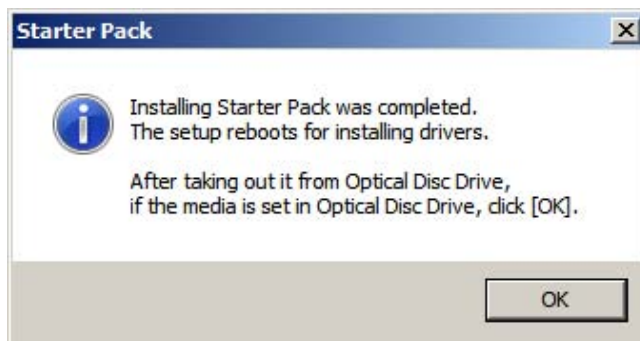 Starter Pack
Installing Starter Pack was completed.
The setup reboots for installing drivers.
After taking out it from Optical Disc Drive,
if the media is set in Optical Disc Drive, click [OK].
OK